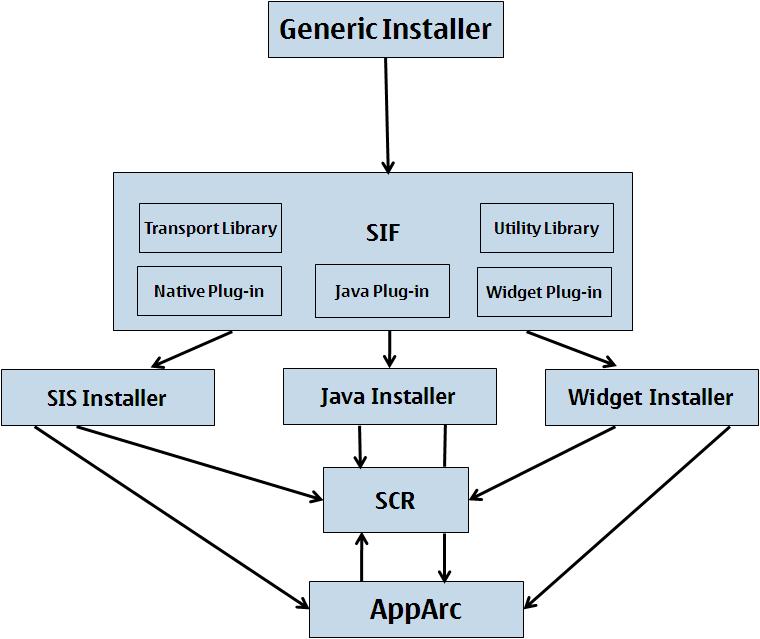 Generic Installer
Transport Library
SIF
Utility Library
Native Plug-in
Java Plug-in
Widget Plug-in
SIS Installer
Java Installer
Widget Installer
SCR
AppArc